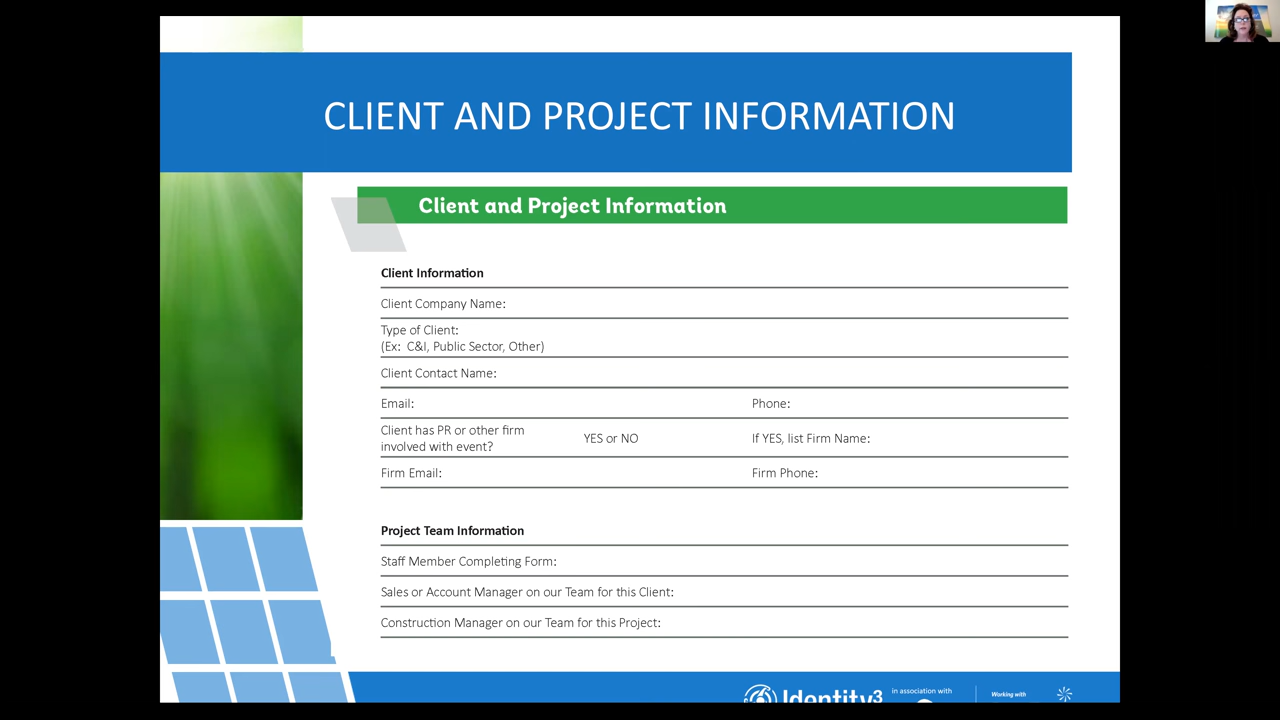 CLIENT AND PROJECT INFORMATION
Client and Project Information
Client Information
Client Company Name:
Type of Client:
(Ex: C&I, Public Sector, Other)
Client Contact Name:
Email: Phone:
Client has PR or other firm
involved with event? YES or NO If YES, list Firm Name:
Firm Email: Firm Phone:
Project Team Information
Staff Member Completing Form:
Sales or Account Manager on our Team for this Client:
Construction Manager on our Team for this Project:
Identity3 in association with Working with